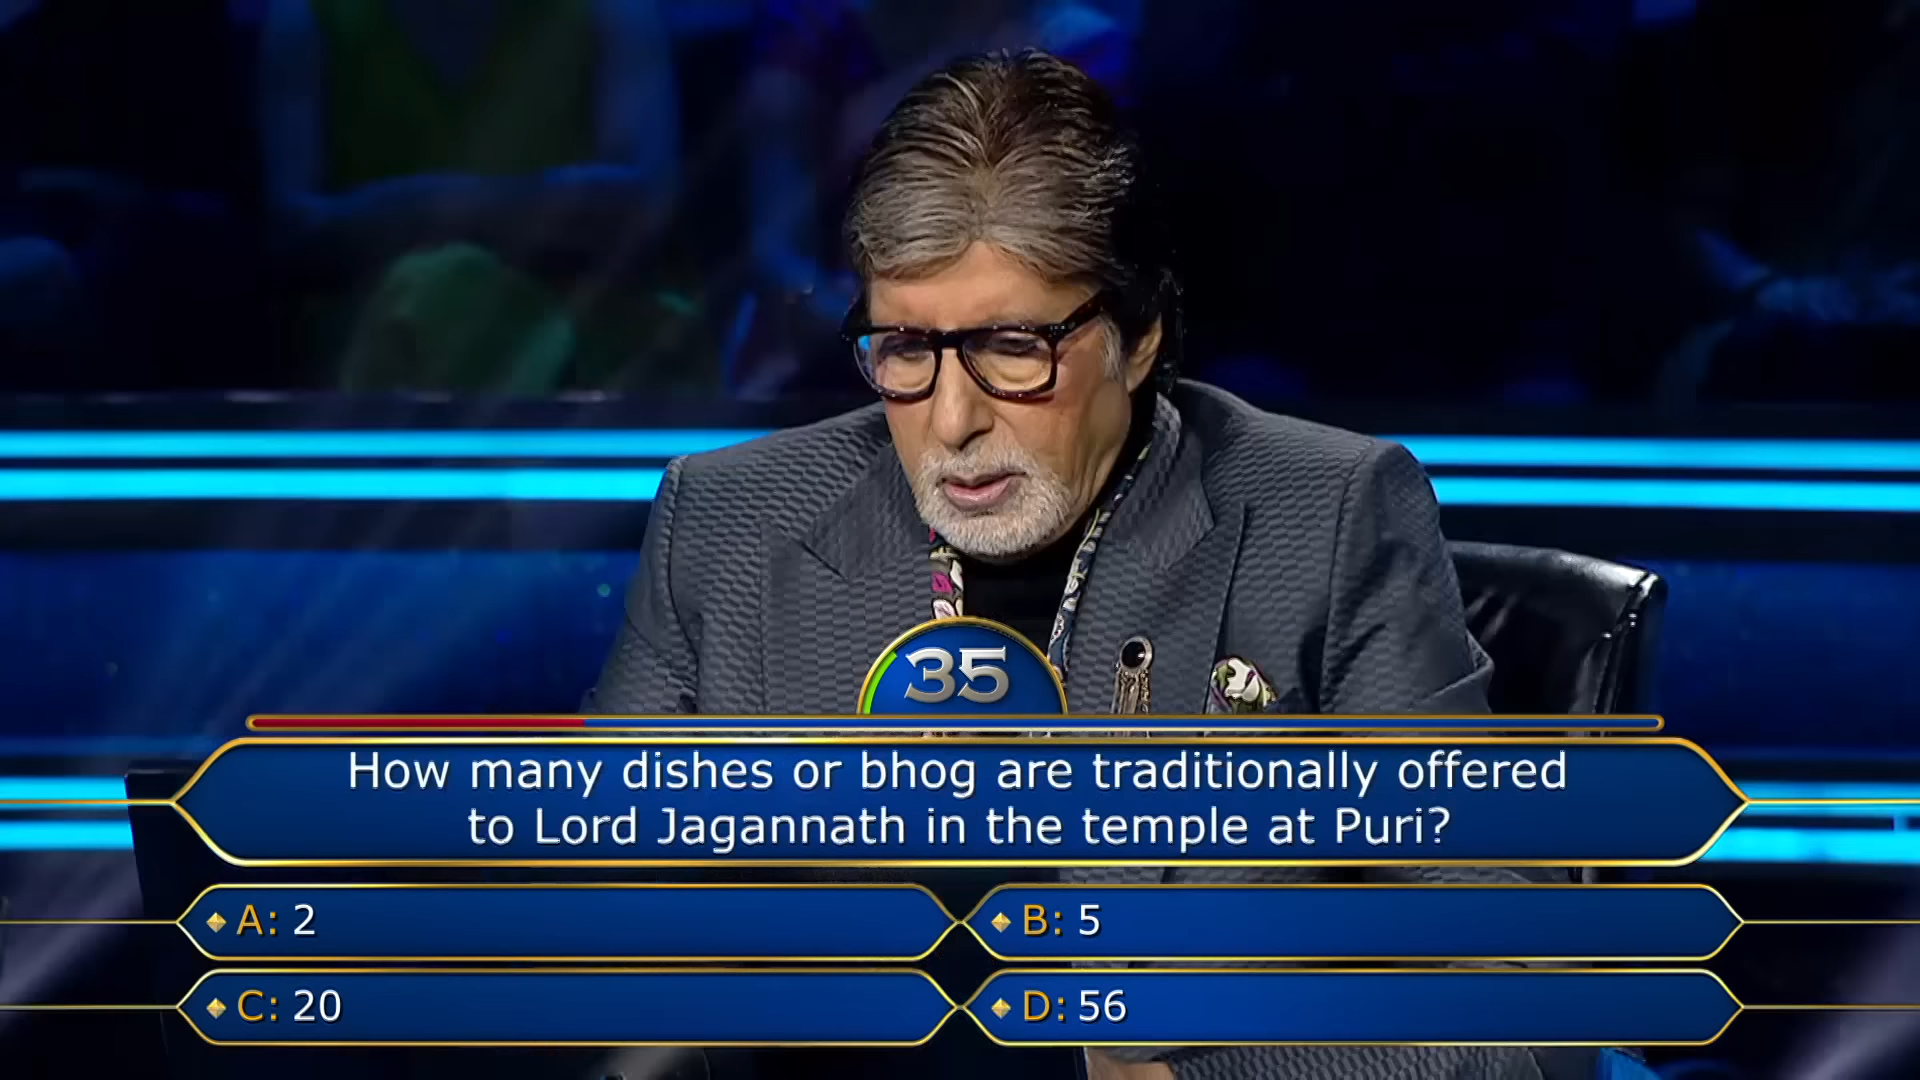 35
How many dishes or bhog are traditionally offered
to Lord Jagannath in the temple at Puri?
A: 2
B: 5
C: 20
D: 56